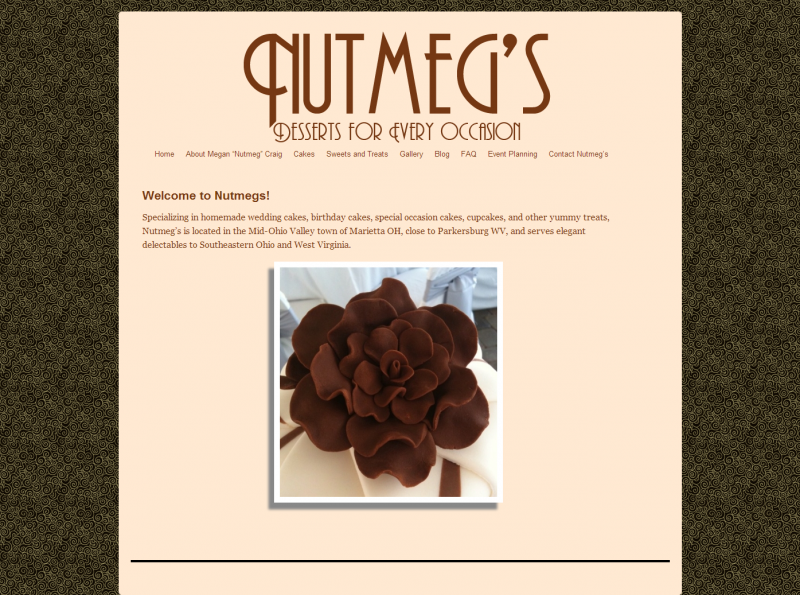 NUTMEG'S
DESSERTS FOR EVERY OCCASION
Home About Megan "Nutmeg" Craig Cakes Sweets and Treats Gallery Blog FAQ Event Planning Contact Nutmeg's
Welcome to Nutmegs!
Specializing in homemade wedding cakes, birthday cakes, special occasion cakes, cupcakes, and other yummy treats,
Nutmeg's is located in the Mid-Ohio Valley town of Marietta OH, close to Parkersburg WV, and serves elegant
delectables to Southeastern Ohio and West Virginia.